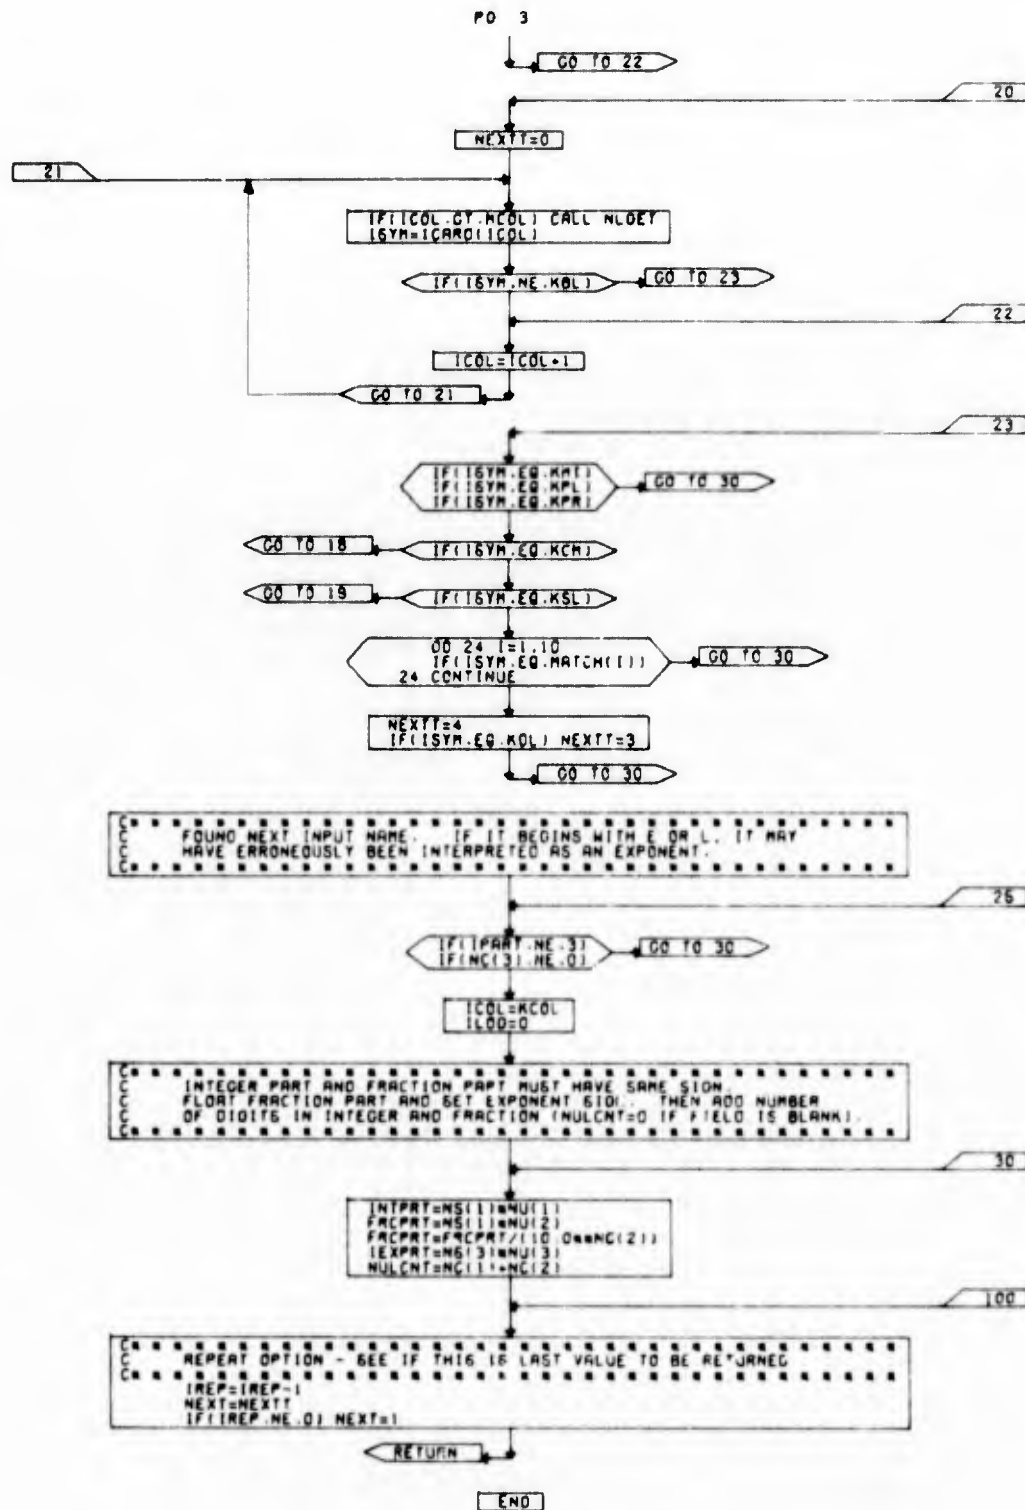 PG 3
GO TO 22
20
NEXTT=0
21
IF(ICOL.GT.MCOL) CALL NLGET
ISYM=ICARD(ICOL)
IF(ISYM.NE.KBL)
GO TO 23
22
ICOL=ICOL+1
GO TO 21
23
IF(ISYM.EQ.KMI)
IF(ISYM.EQ.KPL)
IF(ISYM.EQ.KPR)
GO TO 30
GO TO 18
IF(ISYM.EQ.KCM)
GO TO 19
IF(ISYM.EQ.KSL)
DO 24 I=1,10
IF(ISYM.EQ.MATCH(I))
24 CONTINUE
GO TO 30
NEXTT=4
IF(ISYM.EQ.KDL) NEXTT=3
GO TO 30
C* * * * * * * * * * * * * * * * * * * * * * * * * * * * * * * * * *
C FOUND NEXT INPUT NAME. IF IT BEGINS WITH E OR L, IT MAY
C HAVE ERRONEOUSLY BEEN INTERPRETED AS AN EXPONENT.
C* * * * * * * * * * * * * * * * * * * * * * * * * * * * * * * * * *
25
IF(IPART.NE.3)
IF(NC(3).NE.0)
GO TO 30
ICOL=KCOL
ILOD=0
C* * * * * * * * * * * * * * * * * * * * * * * * * * * * * * * * * *
C INTEGER PART AND FRACTION PART MUST HAVE SAME SIGN.
C FLOAT FRACTION PART AND SET EXPONENT SIGN. THEN ADD NUMBER
C OF DIGITS IN INTEGER AND FRACTION (NULCNT=0 IF FIELD IS BLANK).
C* * * * * * * * * * * * * * * * * * * * * * * * * * * * * * * * * *
30
INTPRT=NS(1)*NU(1)
FRCPRT=NS(1)*NU(2)
FRCPRT=FRCPRT/(10.0**NC(2))
IEXPRT=NS(3)*NU(3)
NULCNT=NC(1)+NC(2)
100
C* * * * * * * * * * * * * * * * * * * * * * * * * * * * * * * * * *
C REPEAT OPTION - SEE IF THIS IS LAST VALUE TO BE RETURNED
C* * * * * * * * * * * * * * * * * * * * * * * * * * * * * * * * * *
IREP=IREP-1
NEXT=NEXTT
IF(IREP.NE.0) NEXT=1
RETURN
END